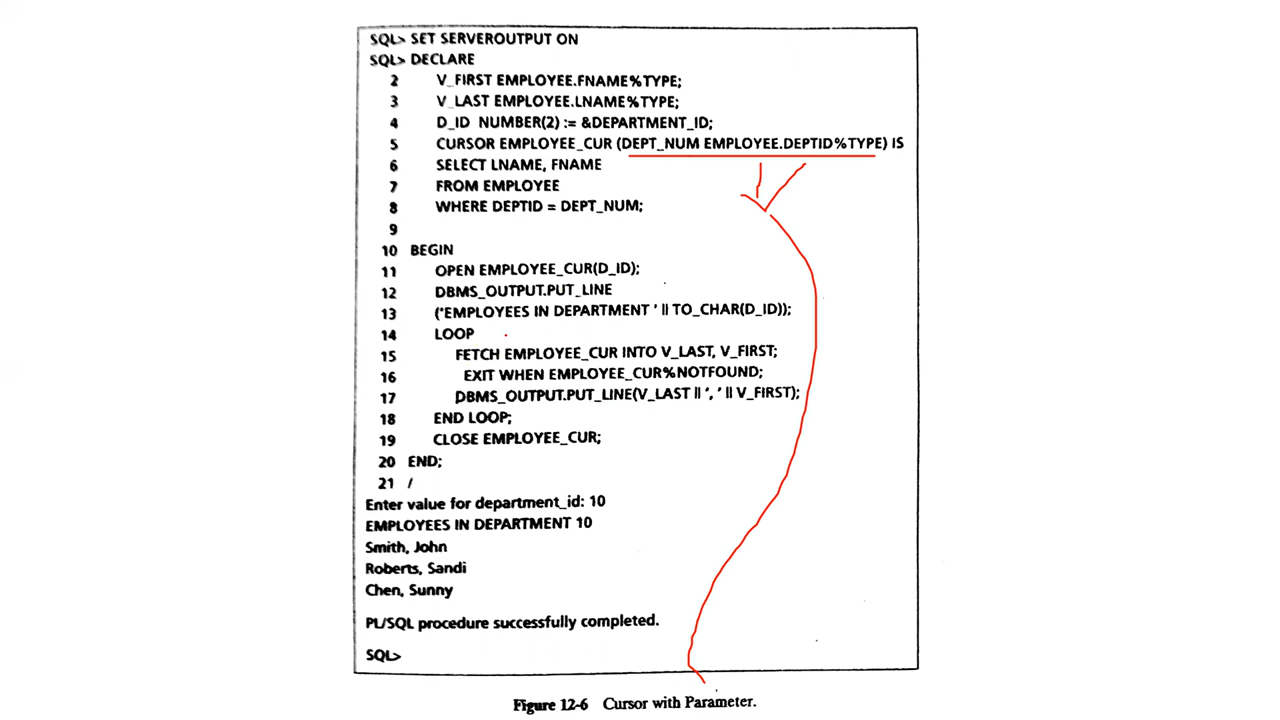 SQL> SET SERVEROUTPUT ON
SQL> DECLARE
2 V_FIRST EMPLOYEE.FNAME%TYPE;
3 V_LAST EMPLOYEE.LNAME%TYPE;
4 D_ID NUMBER(2) := &DEPARTMENT_ID;
5 CURSOR EMPLOYEE_CUR (DEPT_NUM EMPLOYEE.DEPTID%TYPE) IS
6 SELECT LNAME, FNAME
7 FROM EMPLOYEE
8 WHERE DEPTID = DEPT_NUM;
9
10 BEGIN
11 OPEN EMPLOYEE_CUR(D_ID);
12 DBMS_OUTPUT.PUT_LINE
13 ('EMPLOYEES IN DEPARTMENT ' || TO_CHAR(D_ID));
14 LOOP
15 FETCH EMPLOYEE_CUR INTO V_LAST, V_FIRST;
16 EXIT WHEN EMPLOYEE_CUR%NOTFOUND;
17 DBMS_OUTPUT.PUT_LINE(V_LAST || ', ' || V_FIRST);
18 END LOOP;
19 CLOSE EMPLOYEE_CUR;
20 END;
21 /
Enter value for department_id: 10
EMPLOYEES IN DEPARTMENT 10
Smith, John
Roberts, Sandi
Chen, Sunny
PL/SQL procedure successfully completed.
SQL>
Figure 12-6 Cursor with Parameter.